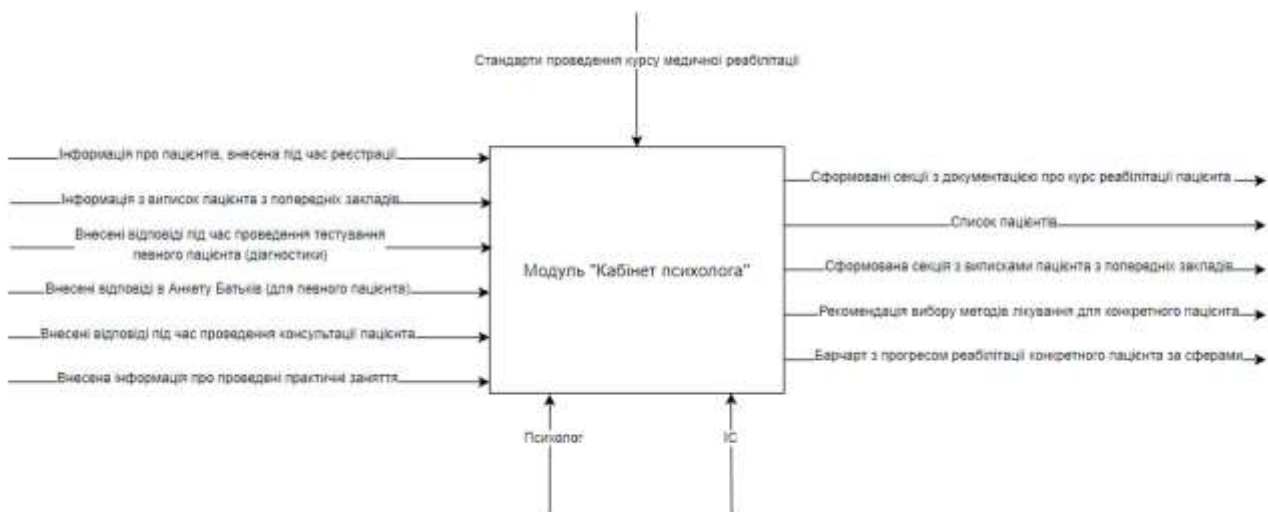 Стандарти проведення курсу медичної реабілітації
Інформація про пацієнтів, внесена під час реєстрації
Інформація з виписок пацієнта з попередніх закладів
Внесені відповіді під час проведення тестування
певного пацієнта (діагностики)
Внесені відповіді в Анкету Батьків (для певного пацієнта)
Внесені відповіді під час проведення консультації пацієнта
Внесена інформація про проведені практичні заняття
Модуль "Кабінет психолога"
Сформовані секції з документацією про курс реабілітації пацієнта
Список пацієнтів
Сформована секція з виписками пацієнта з попередніх закладів
Рекомендація вибору методів лікування для конкретного пацієнта
Барчарт з прогресом реабілітації конкретного пацієнта за сферами
Психолог
ІС